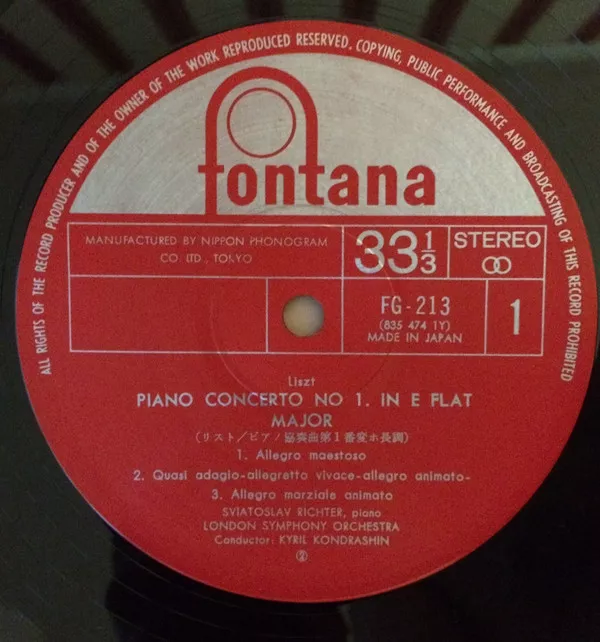 ALL RIGHTS OF THE RECORD PRODUCER AND OF THE OWNER OF THE WORK REPRODUCED RESERVED. COPYING, PUBLIC PERFORMANCE AND BROADCASTING OF THIS RECORD PROHIBITED
fontana
MANUFACTURED BY NIPPON PHONOGRAM
CO. LTD., TOKYO
33 1/3
STEREO
FG-213
(835 474 1Y)
MADE IN JAPAN
1
Liszt
PIANO CONCERTO NO 1. IN E FLAT
MAJOR
(リスト/ピアノ協奏曲第1番変ホ長調)
1. Allegro maestoso
2. Quasi adagio-allegretto vivace-allegro animato-
3. Allegro marziale animato
SVIATOSLAV RICHTER, piano
LONDON SYMPHONY ORCHESTRA
Conductor: KYRIL KONDRASHIN
②